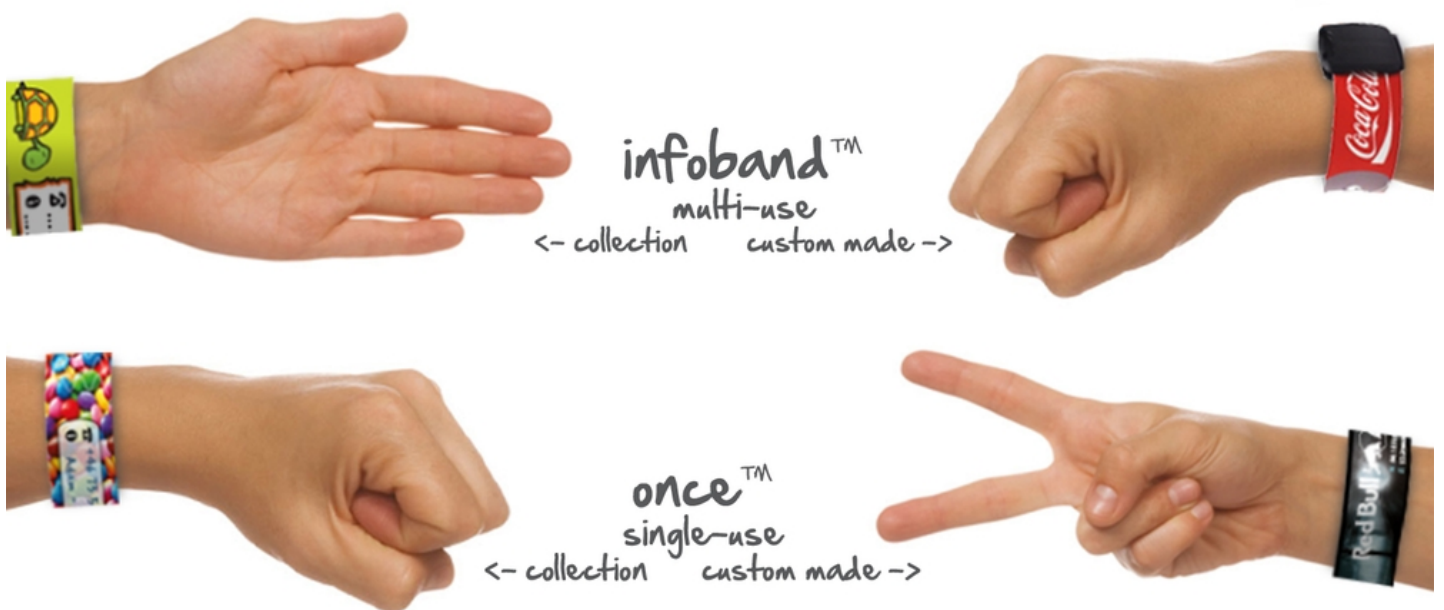 infoband™
multi-use
<- collection custom made ->
Coca-Cola
once™
single-use
<- collection custom made ->
Red Bull